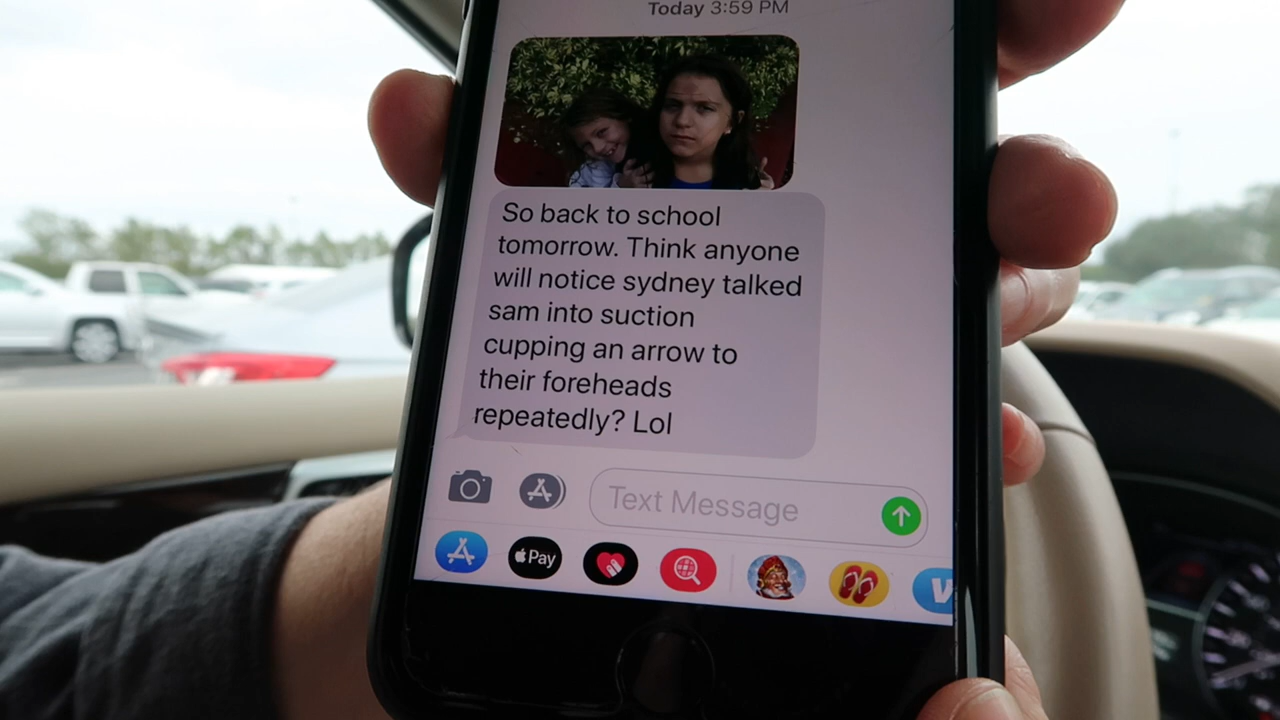 Today 3:59 PM
So back to school
tomorrow. Think anyone
will notice sydney talked
sam into suction
cupping an arrow to
their foreheads
repeatedly? Lol
Text Message
Pay